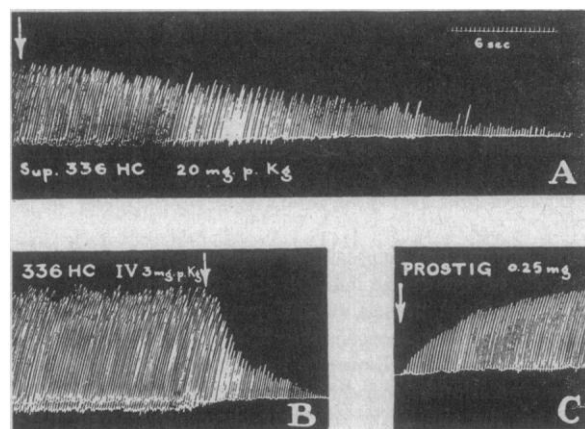 6 sec
Sup. 336 HC 20 mg. p. Kg
A
336 HC IV 3 mg. p. Kg
B
PROSTIG 0.25 mg
C